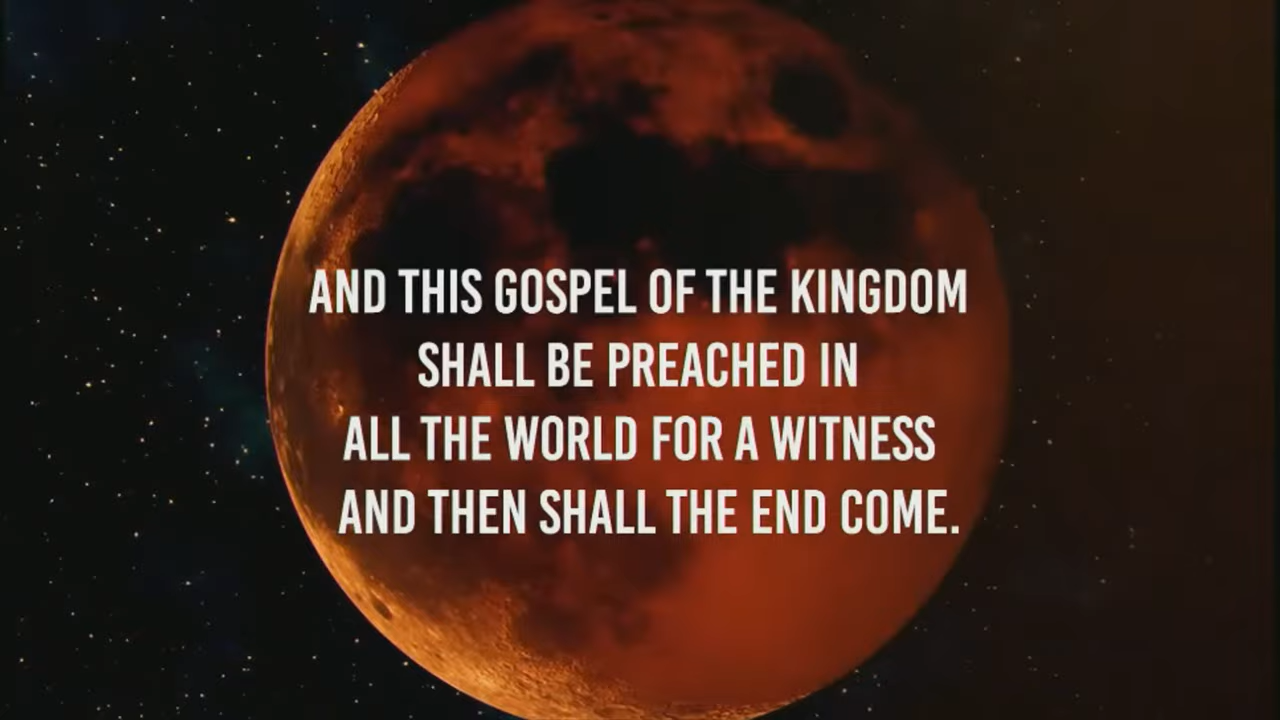 AND THIS GOSPEL OF THE KINGDOM
SHALL BE PREACHED IN
ALL THE WORLD FOR A WITNESS
AND THEN SHALL THE END COME.